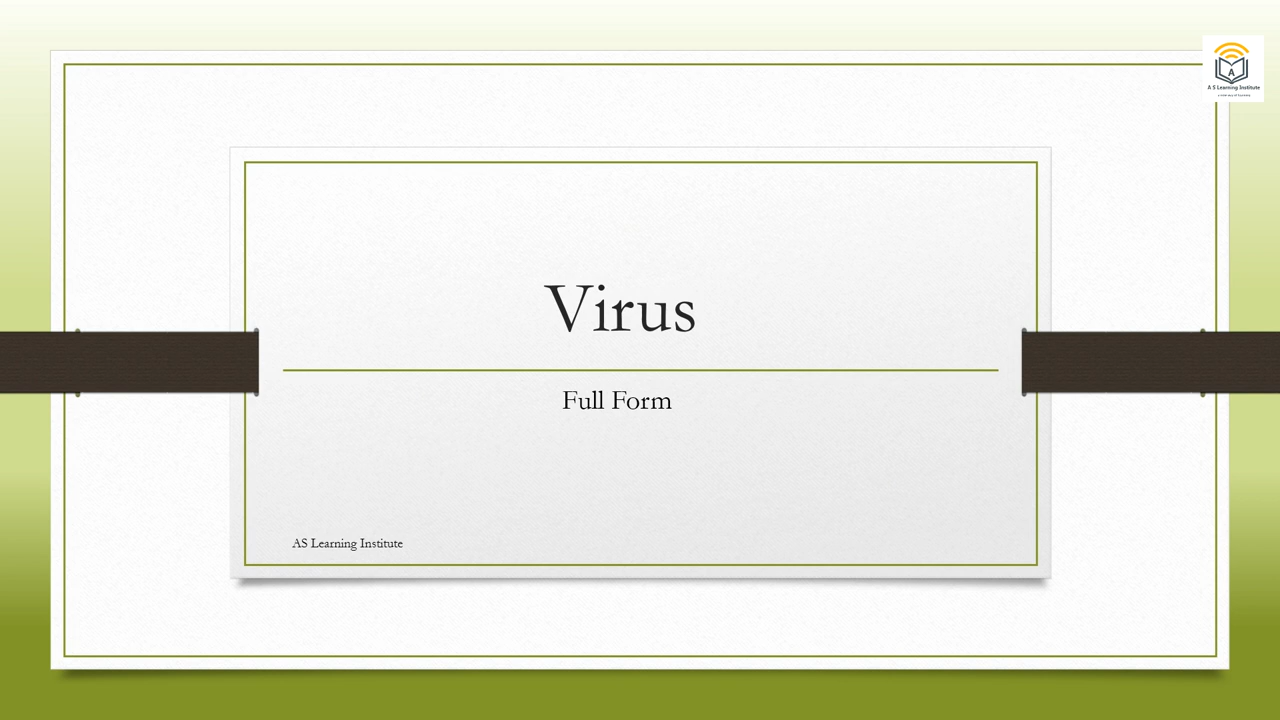 A
A S Learning Institute
Virus
Full Form
AS Learning Institute